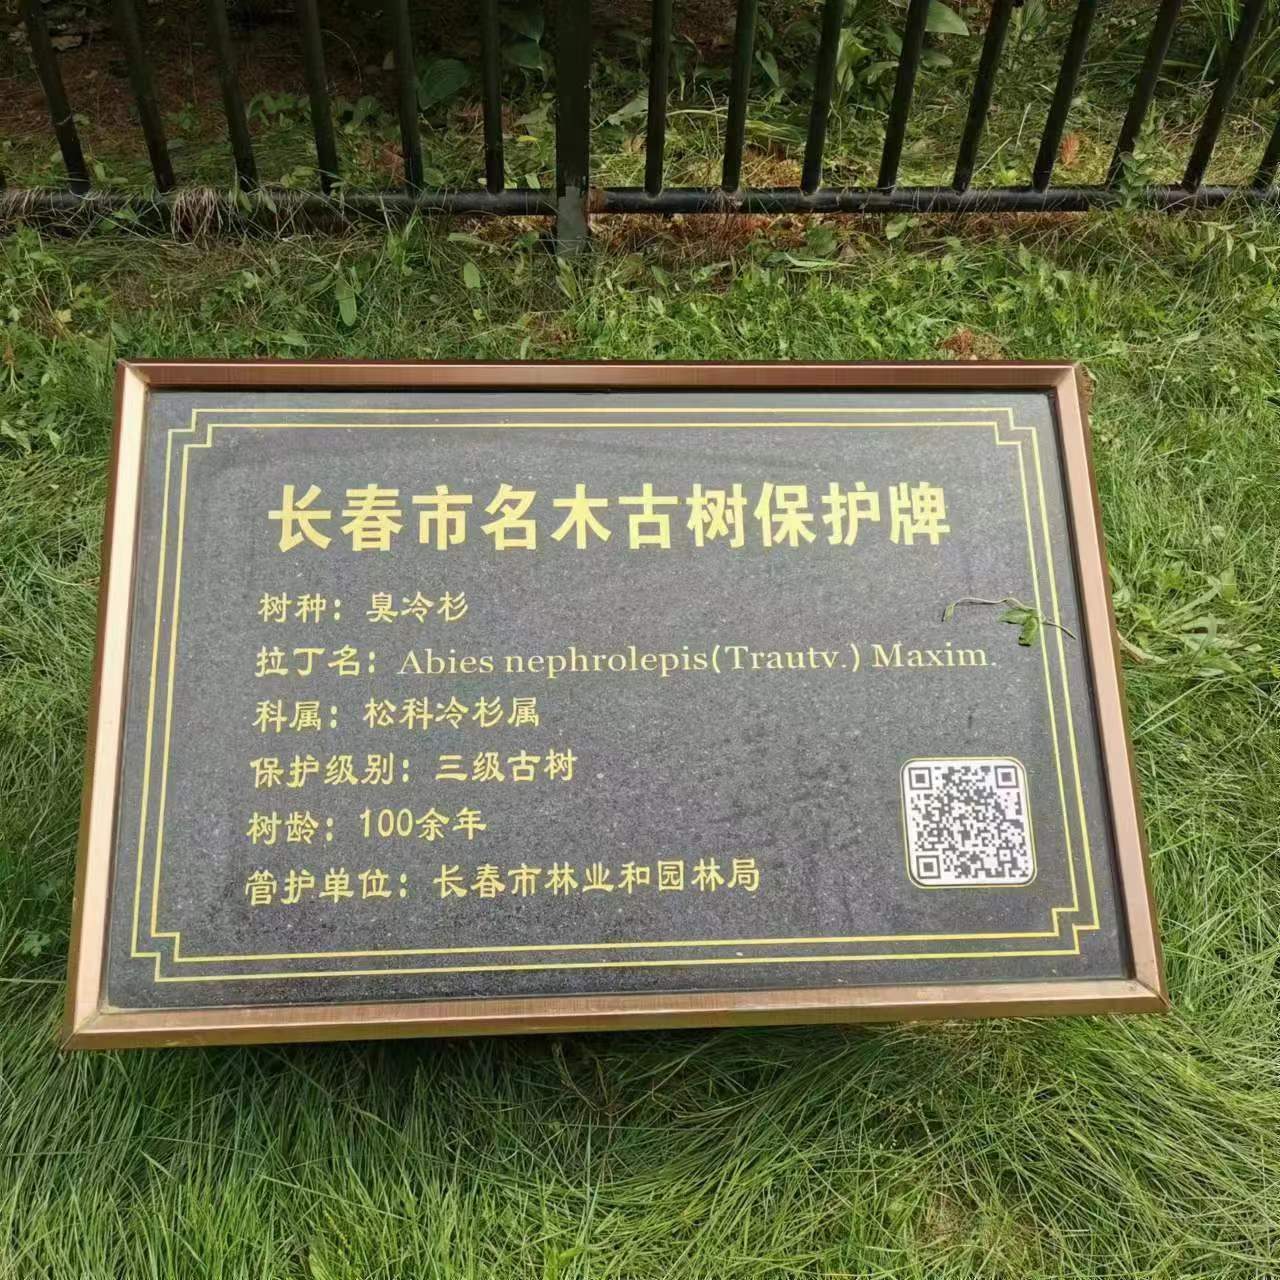 长春市名木古树保护牌
树种：臭冷杉
拉丁名：Abies nephrolepis(Trautv.) Maxim.
科属：松科冷杉属
保护级别：三级古树
树龄：100余年
管护单位：长春市林业和园林局